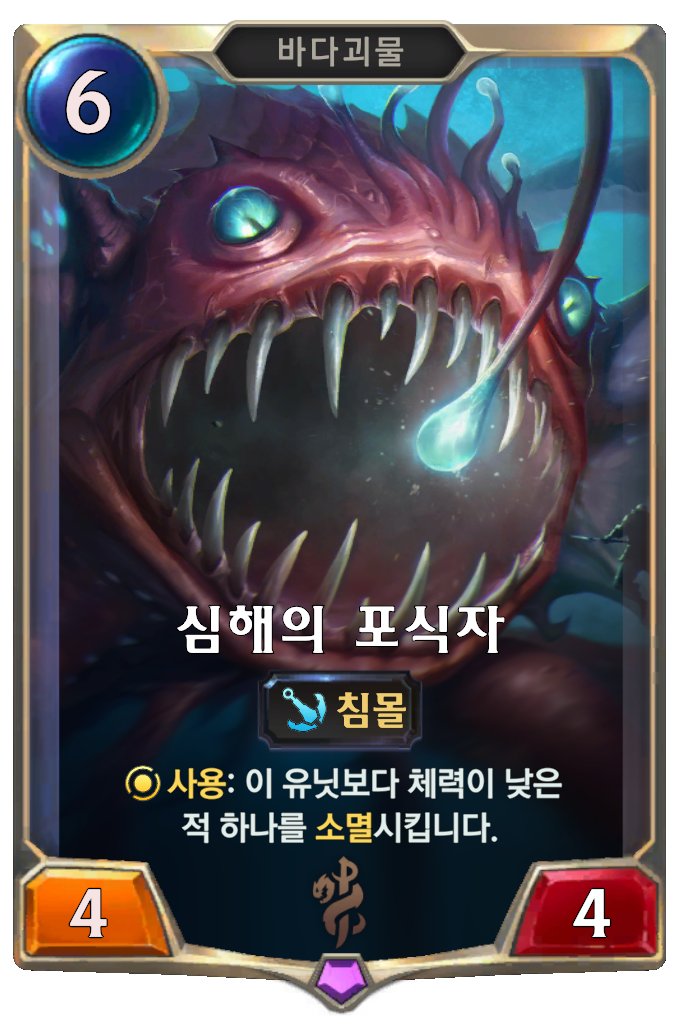 바다괴물
6
심해의 포식자
침몰
사용: 이 유닛보다 체력이 낮은
적 하나를 소멸시킵니다.
4
4